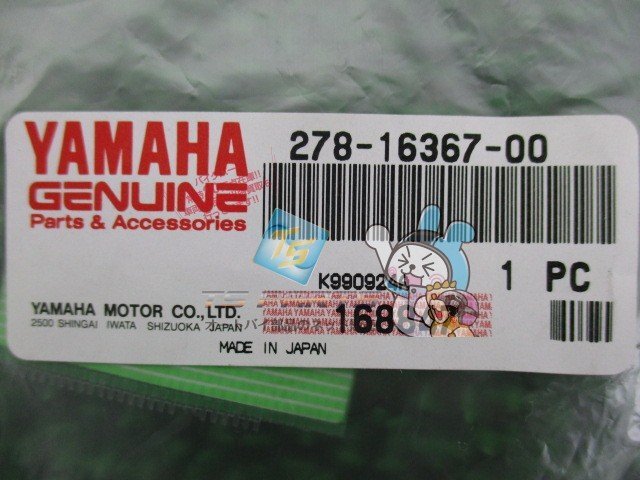 YAMAHA
GENUINE
Parts & Accessories
278-16367-00
1 PC
YAMAHA MOTOR CO., LTD.
2500 SHINGAI IWATA SHIZUOKA JAPAN
MADE IN JAPAN